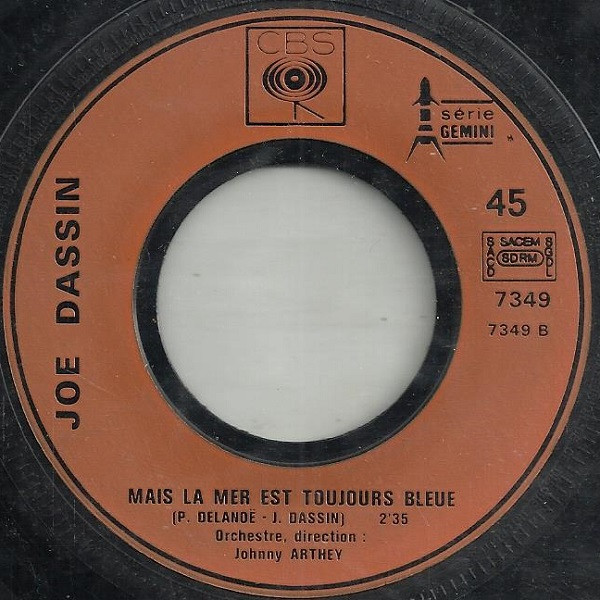 CBS
série
GEMINI
45
SACD
SACEM
SDRM
SGDL
7349
7349 B
JOE DASSIN
MAIS LA MER EST TOUJOURS BLEUE
(P. DELANOË - J. DASSIN) 2'35
Orchestre, direction :
Johnny ARTHEY